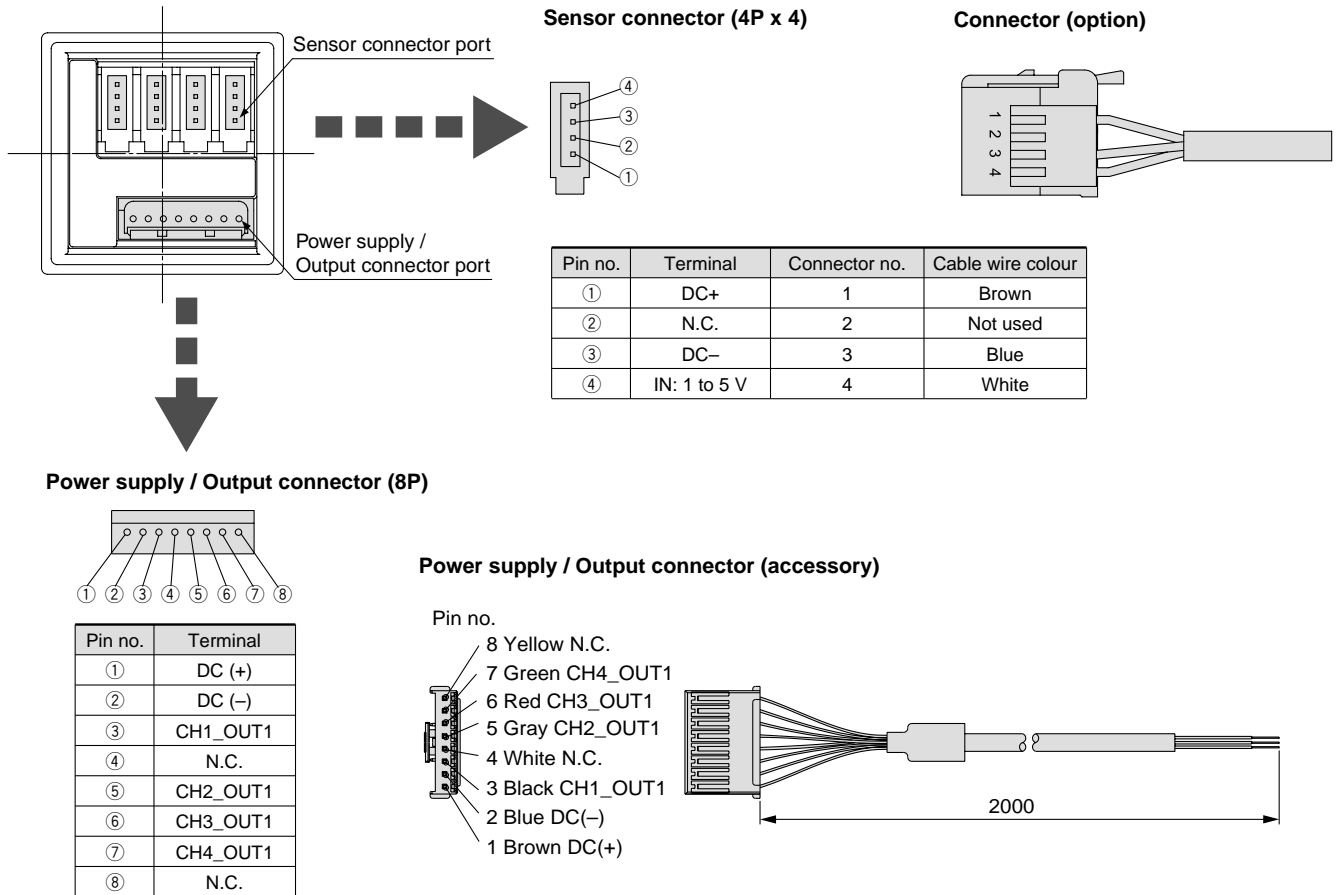 Sensor connector (4P x 4)
Connector (option)
Sensor connector port
④
③
②
①
1
2
3
4
Power supply /
Output connector port
Pin no. Terminal Connector no. Cable wire colour
① DC+ 1 Brown
② N.C. 2 Not used
③ DC– 3 Blue
④ IN: 1 to 5 V 4 White
Power supply / Output connector (8P)
① ② ③ ④ ⑤ ⑥ ⑦ ⑧
Pin no. Terminal
① DC (+)
② DC (–)
③ CH1_OUT1
④ N.C.
⑤ CH2_OUT1
⑥ CH3_OUT1
⑦ CH4_OUT1
⑧ N.C.
Power supply / Output connector (accessory)
Pin no.
8 Yellow N.C.
7 Green CH4_OUT1
6 Red CH3_OUT1
5 Gray CH2_OUT1
4 White N.C.
3 Black CH1_OUT1
2 Blue DC(–)
1 Brown DC(+)
2000